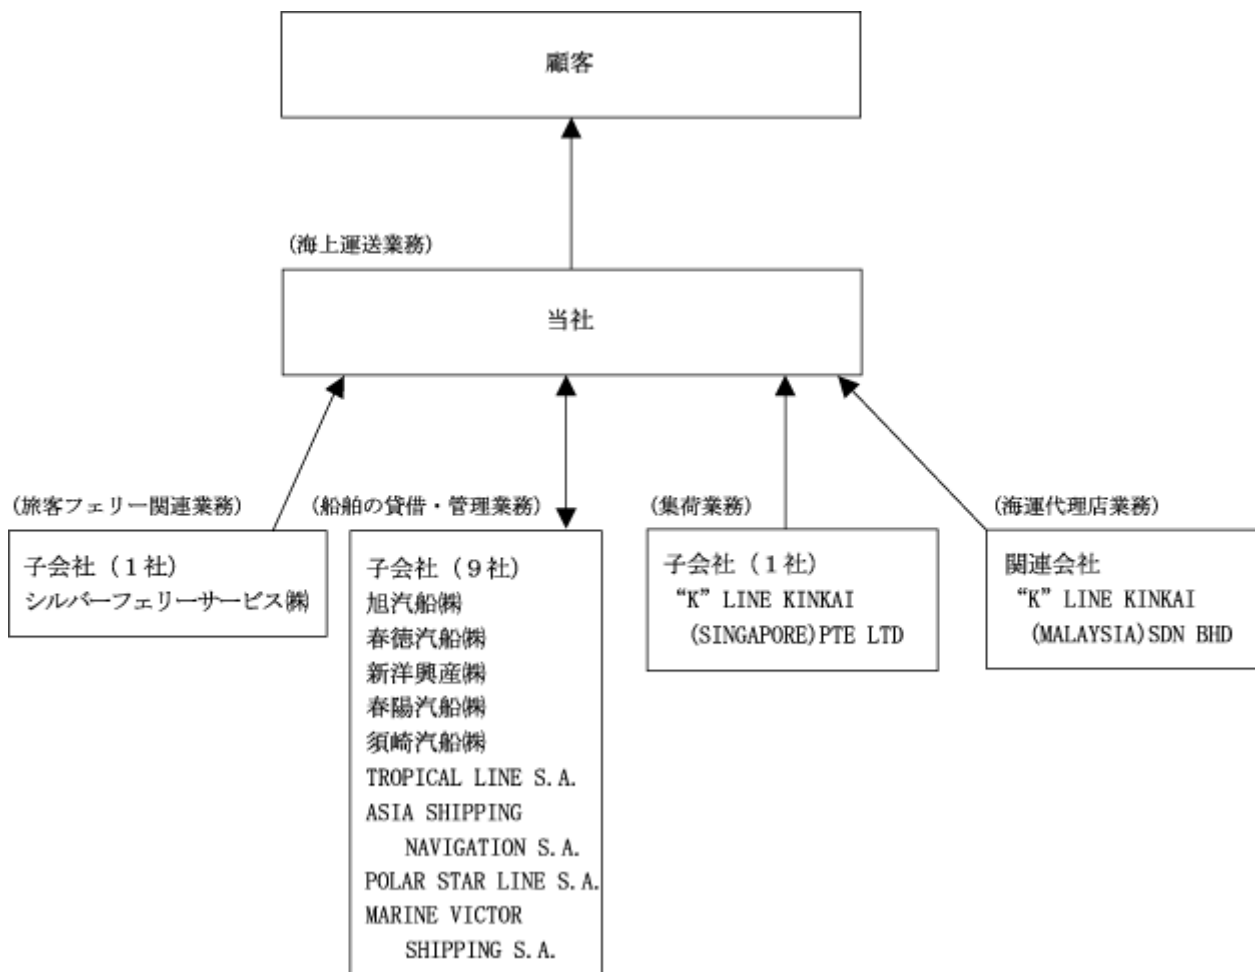 顧客
(海上運送業務)
当社
(旅客フェリー関連業務)
子会社(1社)
シルバーフェリーサービス㈱
(船舶の貸借・管理業務)
子会社(9社)
旭汽船㈱
春徳汽船㈱
新洋興産㈱
春陽汽船㈱
須崎汽船㈱
TROPICAL LINE S.A.
ASIA SHIPPING
NAVIGATION S.A.
POLAR STAR LINE S.A.
MARINE VICTOR
SHIPPING S.A.
(集荷業務)
子会社(1社)
“K” LINE KINKAI
(SINGAPORE)PTE LTD
(海運代理店業務)
関連会社
“K” LINE KINKAI
(MALAYSIA)SDN BHD